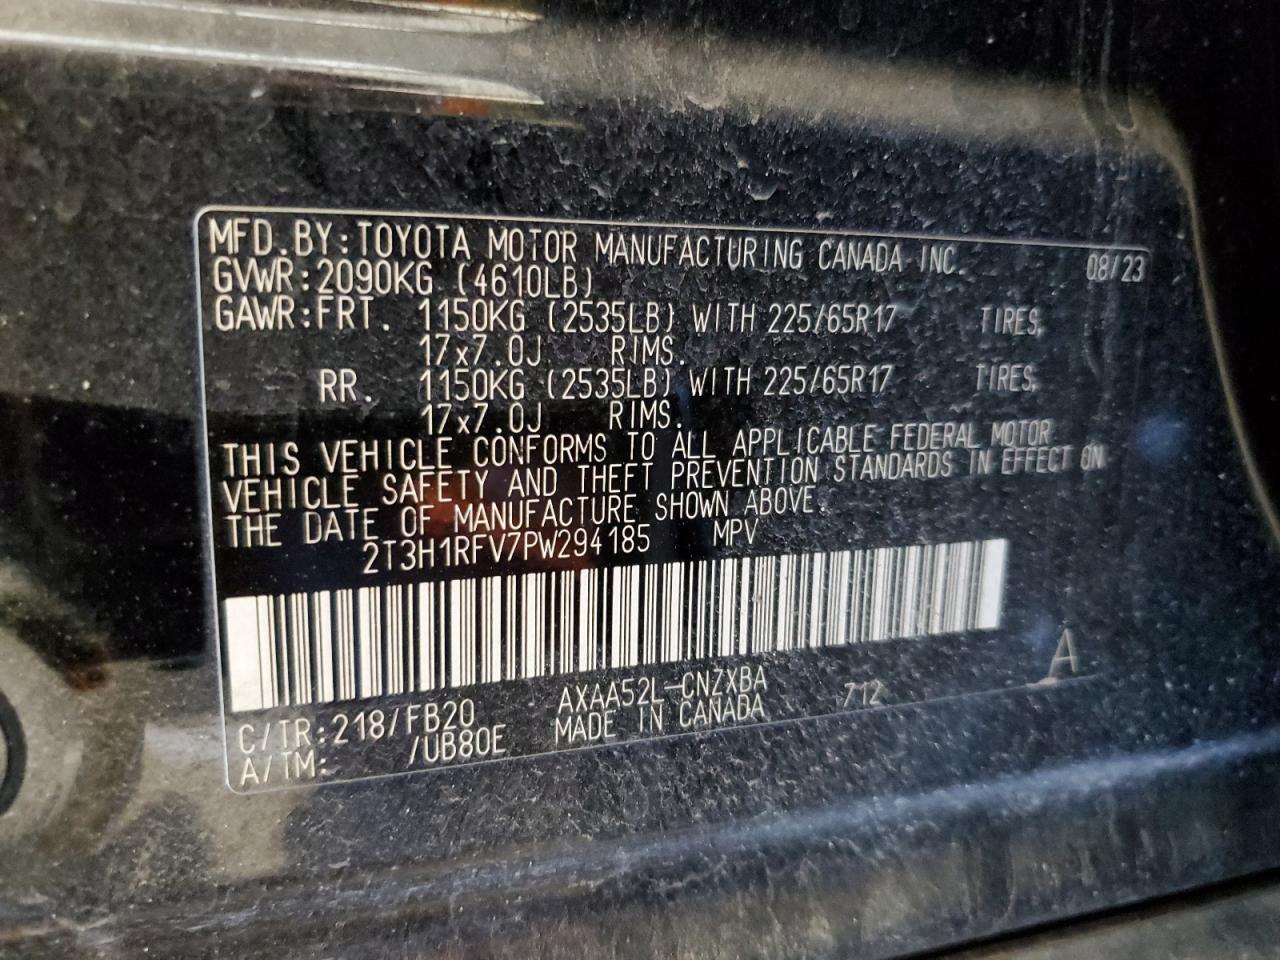 MFD.BY:TOYOTA MOTOR MANUFACTURING CANADA INC. 08/23
GVWR:2090KG (4610LB)
GAWR:FRT. 1150KG (2535LB) WITH 225/65R17 TIRES,
17x7.0J RIMS.
RR. 1150KG (2535LB) WITH 225/65R17 TIRES,
17x7.0J RIMS.
THIS VEHICLE CONFORMS TO ALL APPLICABLE FEDERAL MOTOR
VEHICLE SAFETY AND THEFT PREVENTION STANDARDS IN EFFECT ON
THE DATE OF MANUFACTURE SHOWN ABOVE.
2T3H1RFV7PW294185 MPV
C/TR:218/FB20 AXAA52L-CNZXBA 712 A
A/TM: /UB80E MADE IN CANADA